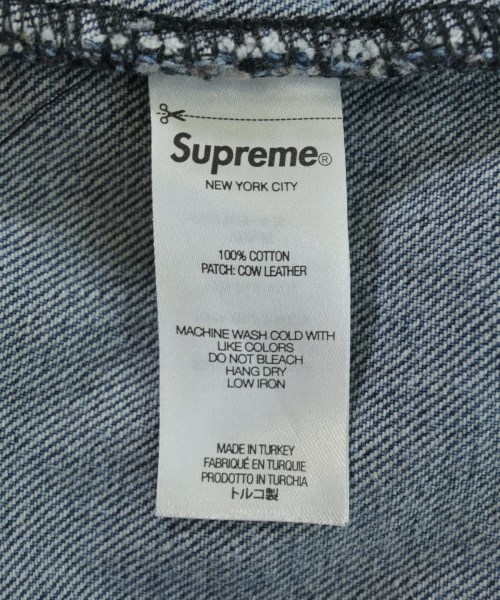 Supreme®
NEW YORK CITY
100% COTTON
PATCH: COW LEATHER
MACHINE WASH COLD WITH
LIKE COLORS
DO NOT BLEACH
HANG DRY
LOW IRON
MADE IN TURKEY
FABRIQUÉ EN TURQUIE
PRODOTTO IN TURCHIA
トルコ製